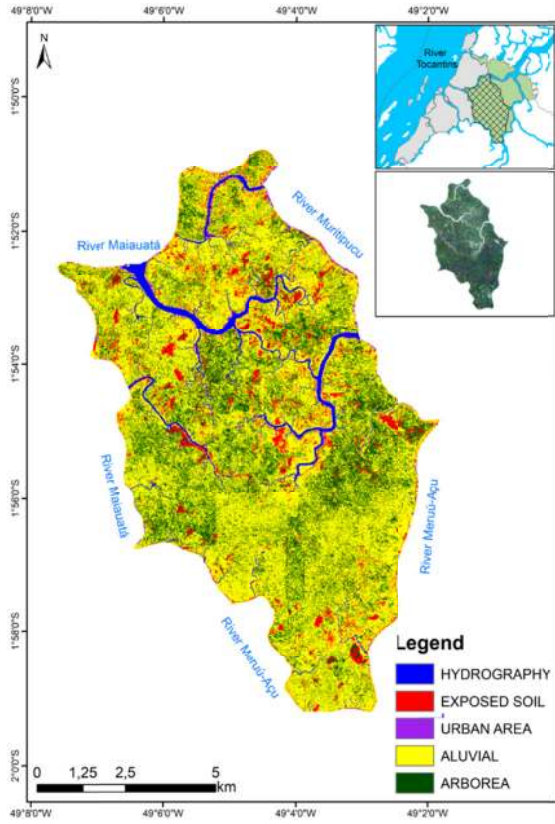 49°8'0"W 49°6'0"W 49°4'0"W 49°2'0"W
N
River
Tocantins
1°50'0"S
1°52'0"S
1°54'0"S
1°56'0"S
1°58'0"S
2°0'0"S
River Muritipucu
River Maiauatá
River Maiauatá
River Meruú-Açu
River Meruú-Açu
Legend
HYDROGRAPHY
EXPOSED SOIL
URBAN AREA
ALUVIAL
ARBOREA
0 1,25 2,5 5
km
49°8'0"W 49°6'0"W 49°4'0"W 49°2'0"W